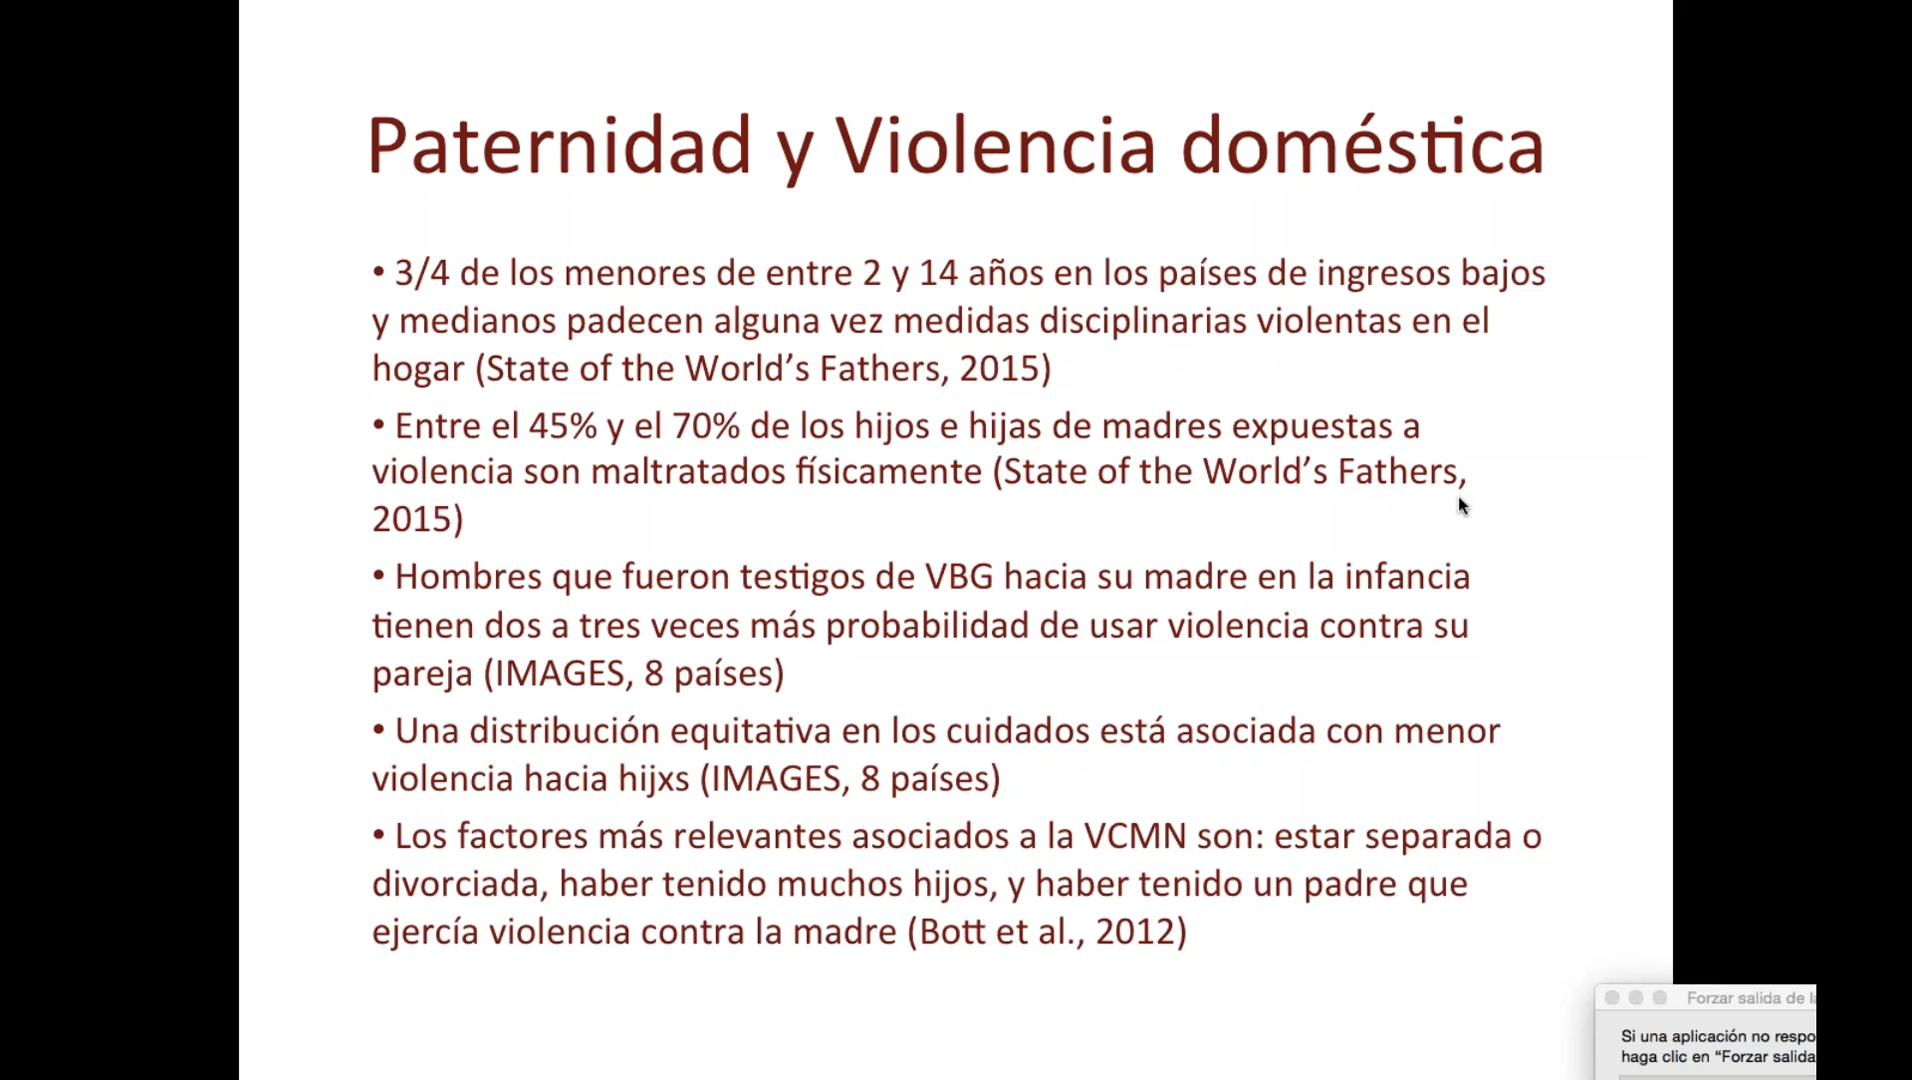 Paternidad y Violencia doméstica
• 3/4 de los menores de entre 2 y 14 años en los países de ingresos bajos
y medianos padecen alguna vez medidas disciplinarias violentas en el
hogar (State of the World’s Fathers, 2015)
• Entre el 45% y el 70% de los hijos e hijas de madres expuestas a
violencia son maltratados físicamente (State of the World’s Fathers,
2015)
• Hombres que fueron testigos de VBG hacia su madre en la infancia
tienen dos a tres veces más probabilidad de usar violencia contra su
pareja (IMAGES, 8 países)
• Una distribución equitativa en los cuidados está asociada con menor
violencia hacia hijxs (IMAGES, 8 países)
• Los factores más relevantes asociados a la VCMN son: estar separada o
divorciada, haber tenido muchos hijos, y haber tenido un padre que
ejercía violencia contra la madre (Bott et al., 2012)
Forzar salida de
Si una aplicación no
haga clic en “Forzar salida